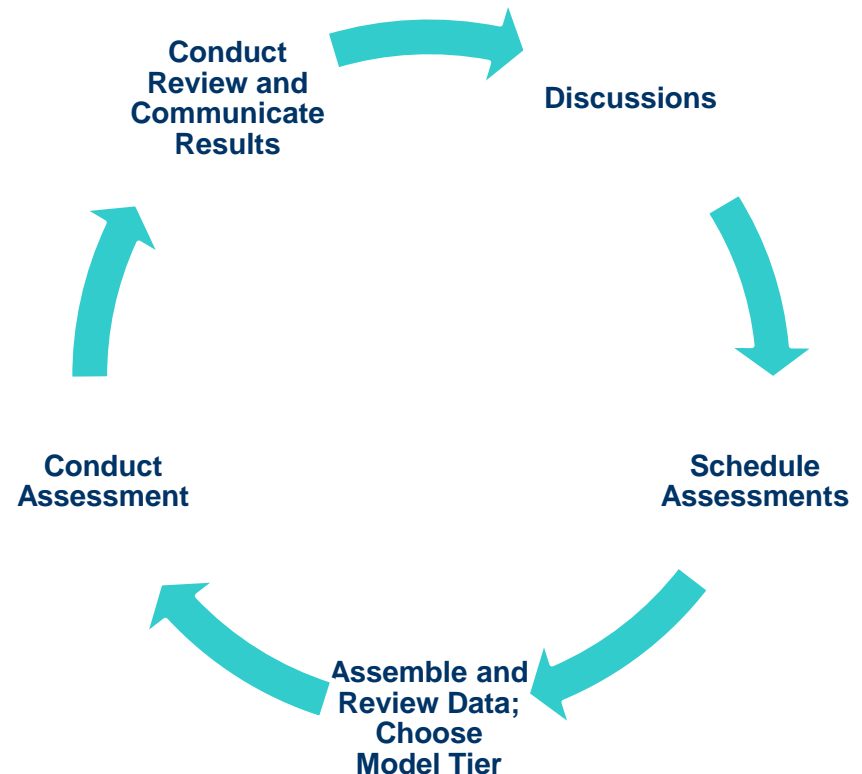 Conduct
Review and
Communicate
Results
Discussions
Schedule
Assessments
Assemble and
Review Data;
Choose
Model Tier
Conduct
Assessment